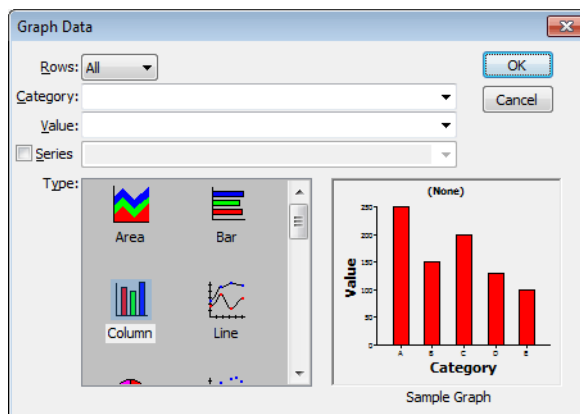 Graph Data
Rows: All
OK
Category:
Cancel
Value:
Series
Type:
Area
Bar
Column
Line
(None)
250
200
150
100
50
0
Value
A B C D E
Category
Sample Graph